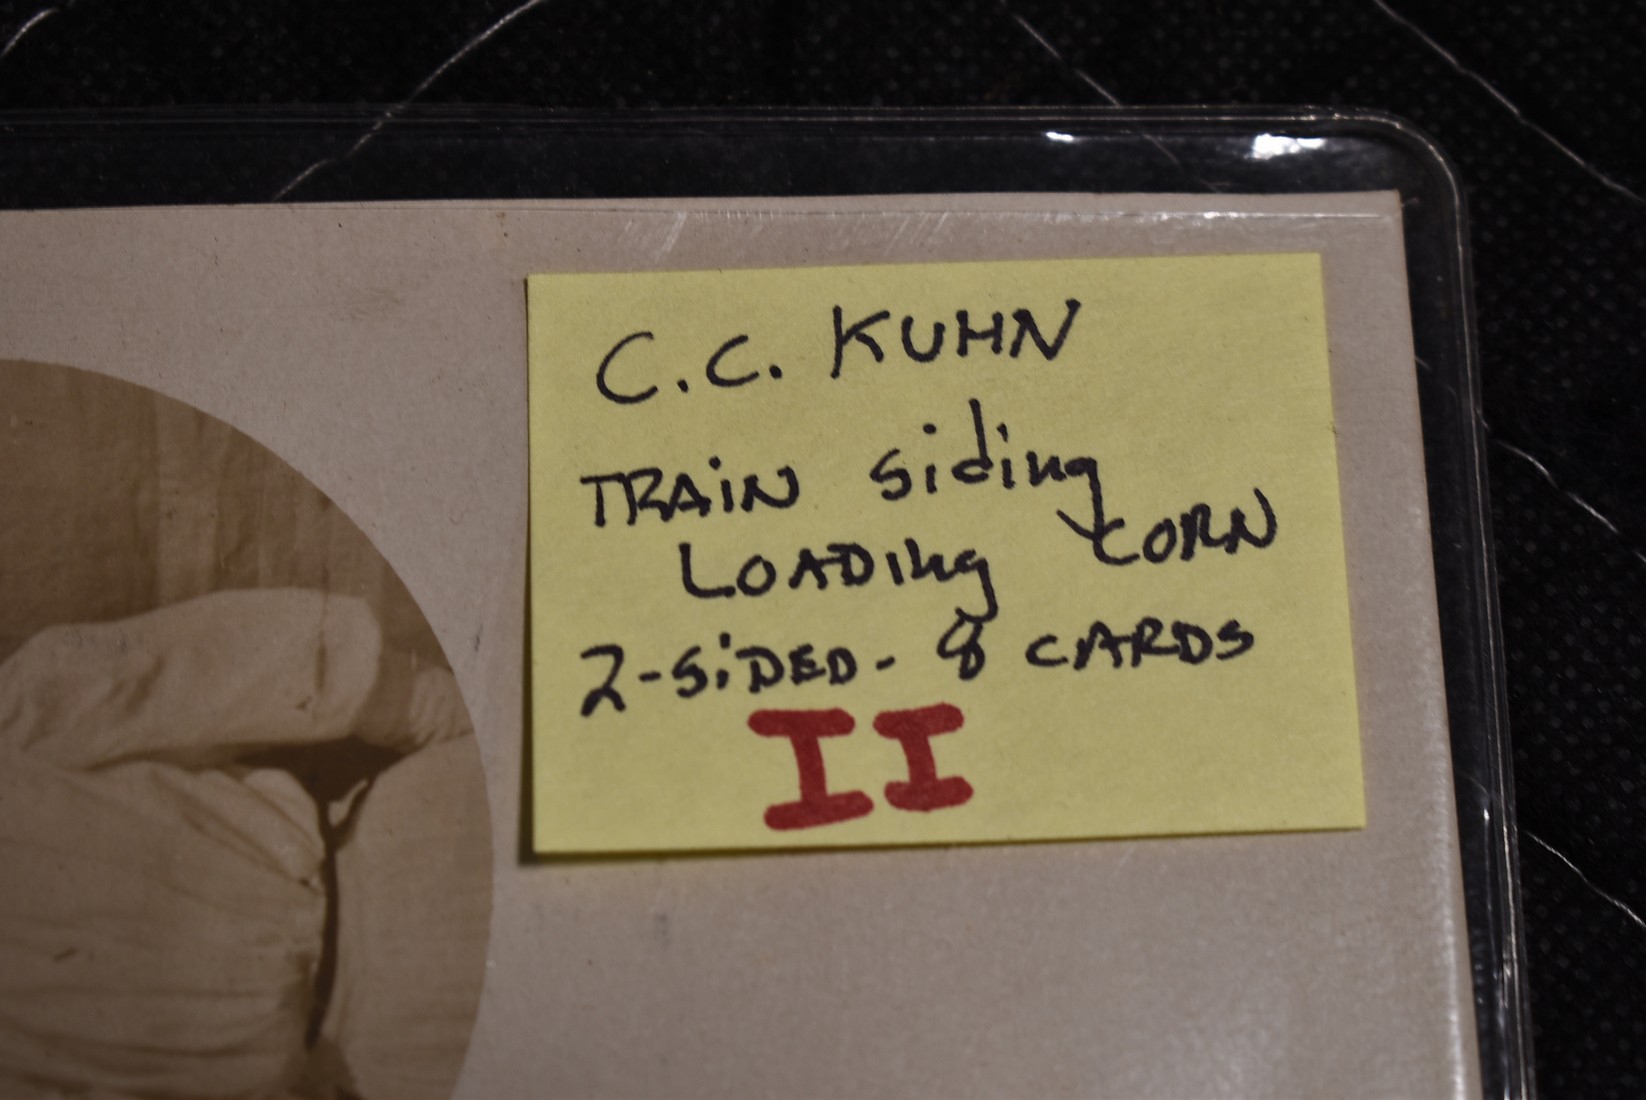 C.C. KUHN
TRAiN siding
LOADing CORN
2-SiDED- 8 CARDS
II